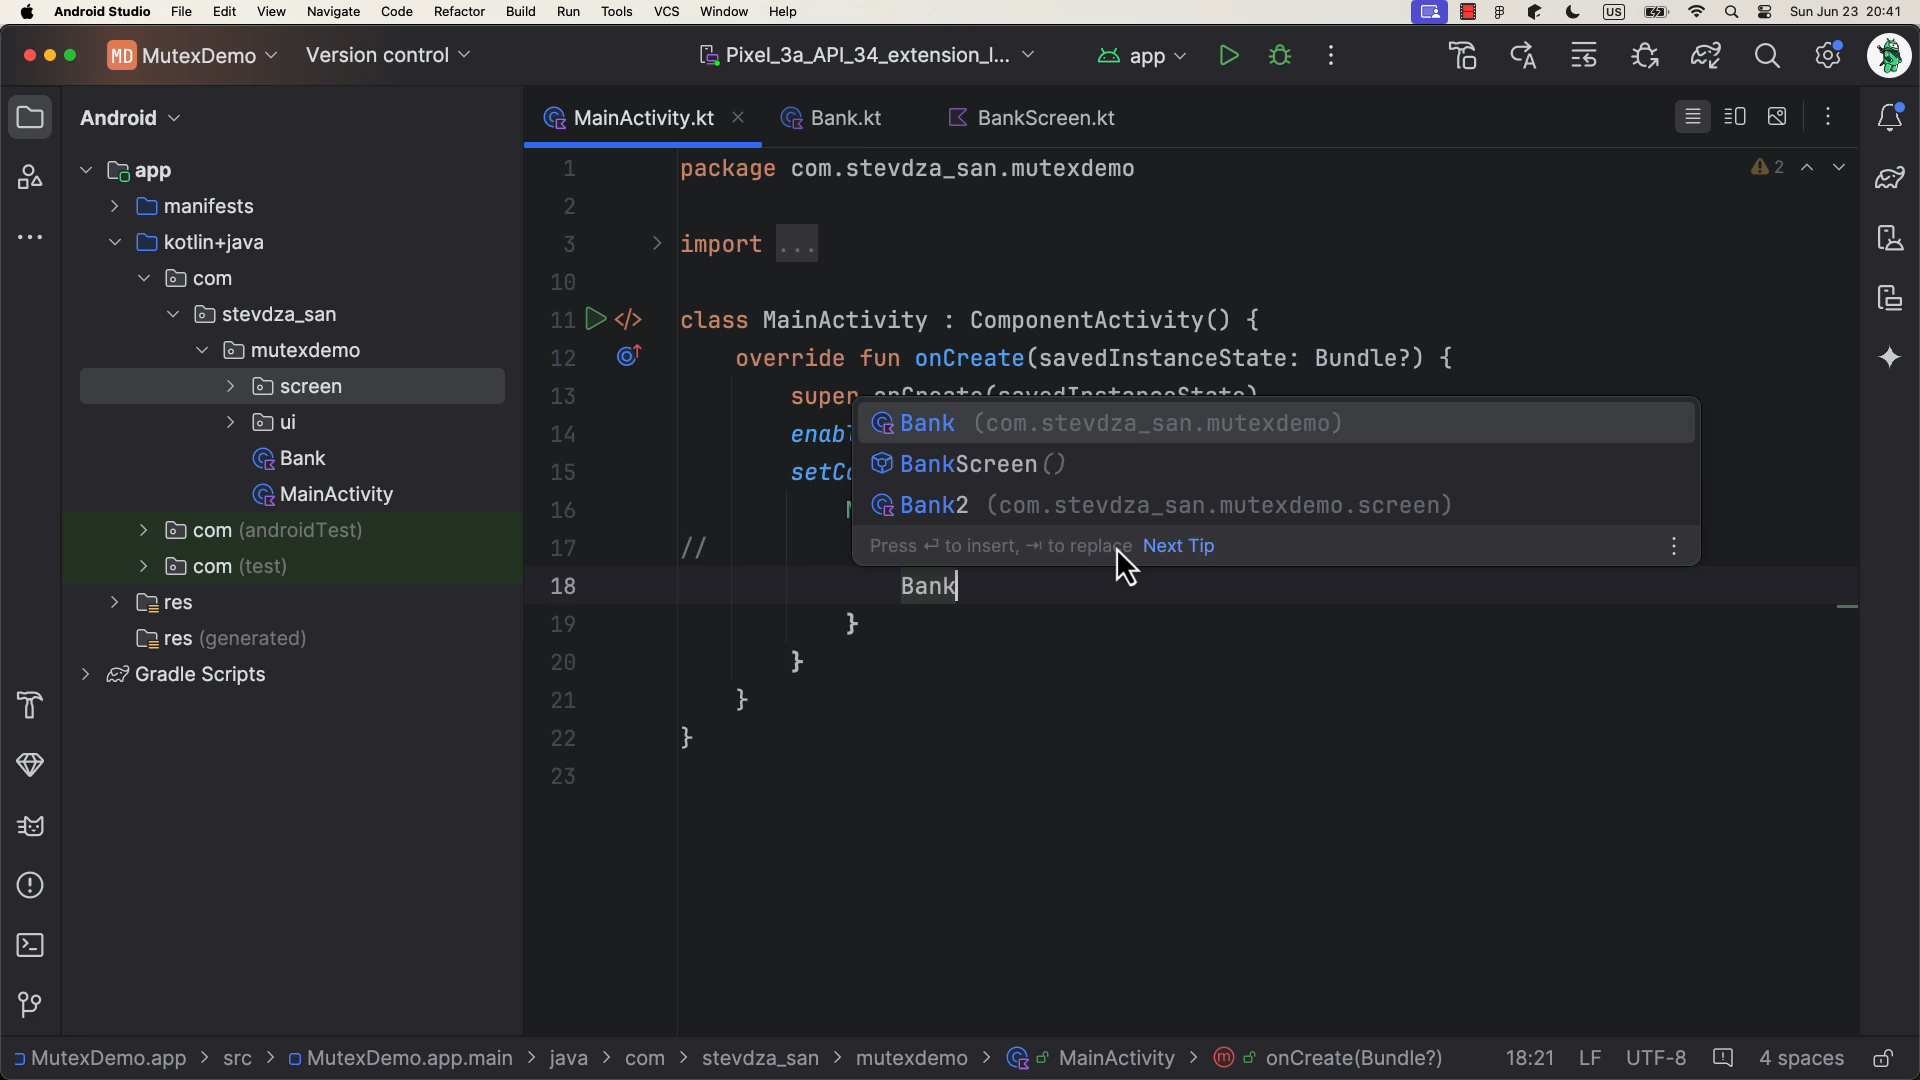 Android Studio File Edit View Navigate Code Refactor Build Run Tools VCS Window Help US Sun Jun 23 20:41
MD MutexDemo Version control Pixel_3a_API_34_extension_l... app
Android
MainActivity.kt Bank.kt BankScreen.kt
app
manifests
kotlin+java
com
stevdza_san
mutexdemo
screen
ui
Bank
MainActivity
com (androidTest)
com (test)
res
res (generated)
Gradle Scripts
1 package com.stevdza_san.mutexdemo
2
3 import ...
10
11 class MainActivity : ComponentActivity() {
12 override fun onCreate(savedInstanceState: Bundle?) {
13 super.onCreate(savedInstanceState)
14 enabl
15 setCo
16
17 //
18 Bank
19 }
20 }
21 }
22 }
23
2
Bank (com.stevdza_san.mutexdemo)
BankScreen()
Bank2 (com.stevdza_san.mutexdemo.screen)
Press ⏎ to insert, ⇥ to replace Next Tip
MutexDemo.app > src > MutexDemo.app.main > java > com > stevdza_san > mutexdemo > MainActivity > m onCreate(Bundle?) 18:21 LF UTF-8 4 spaces